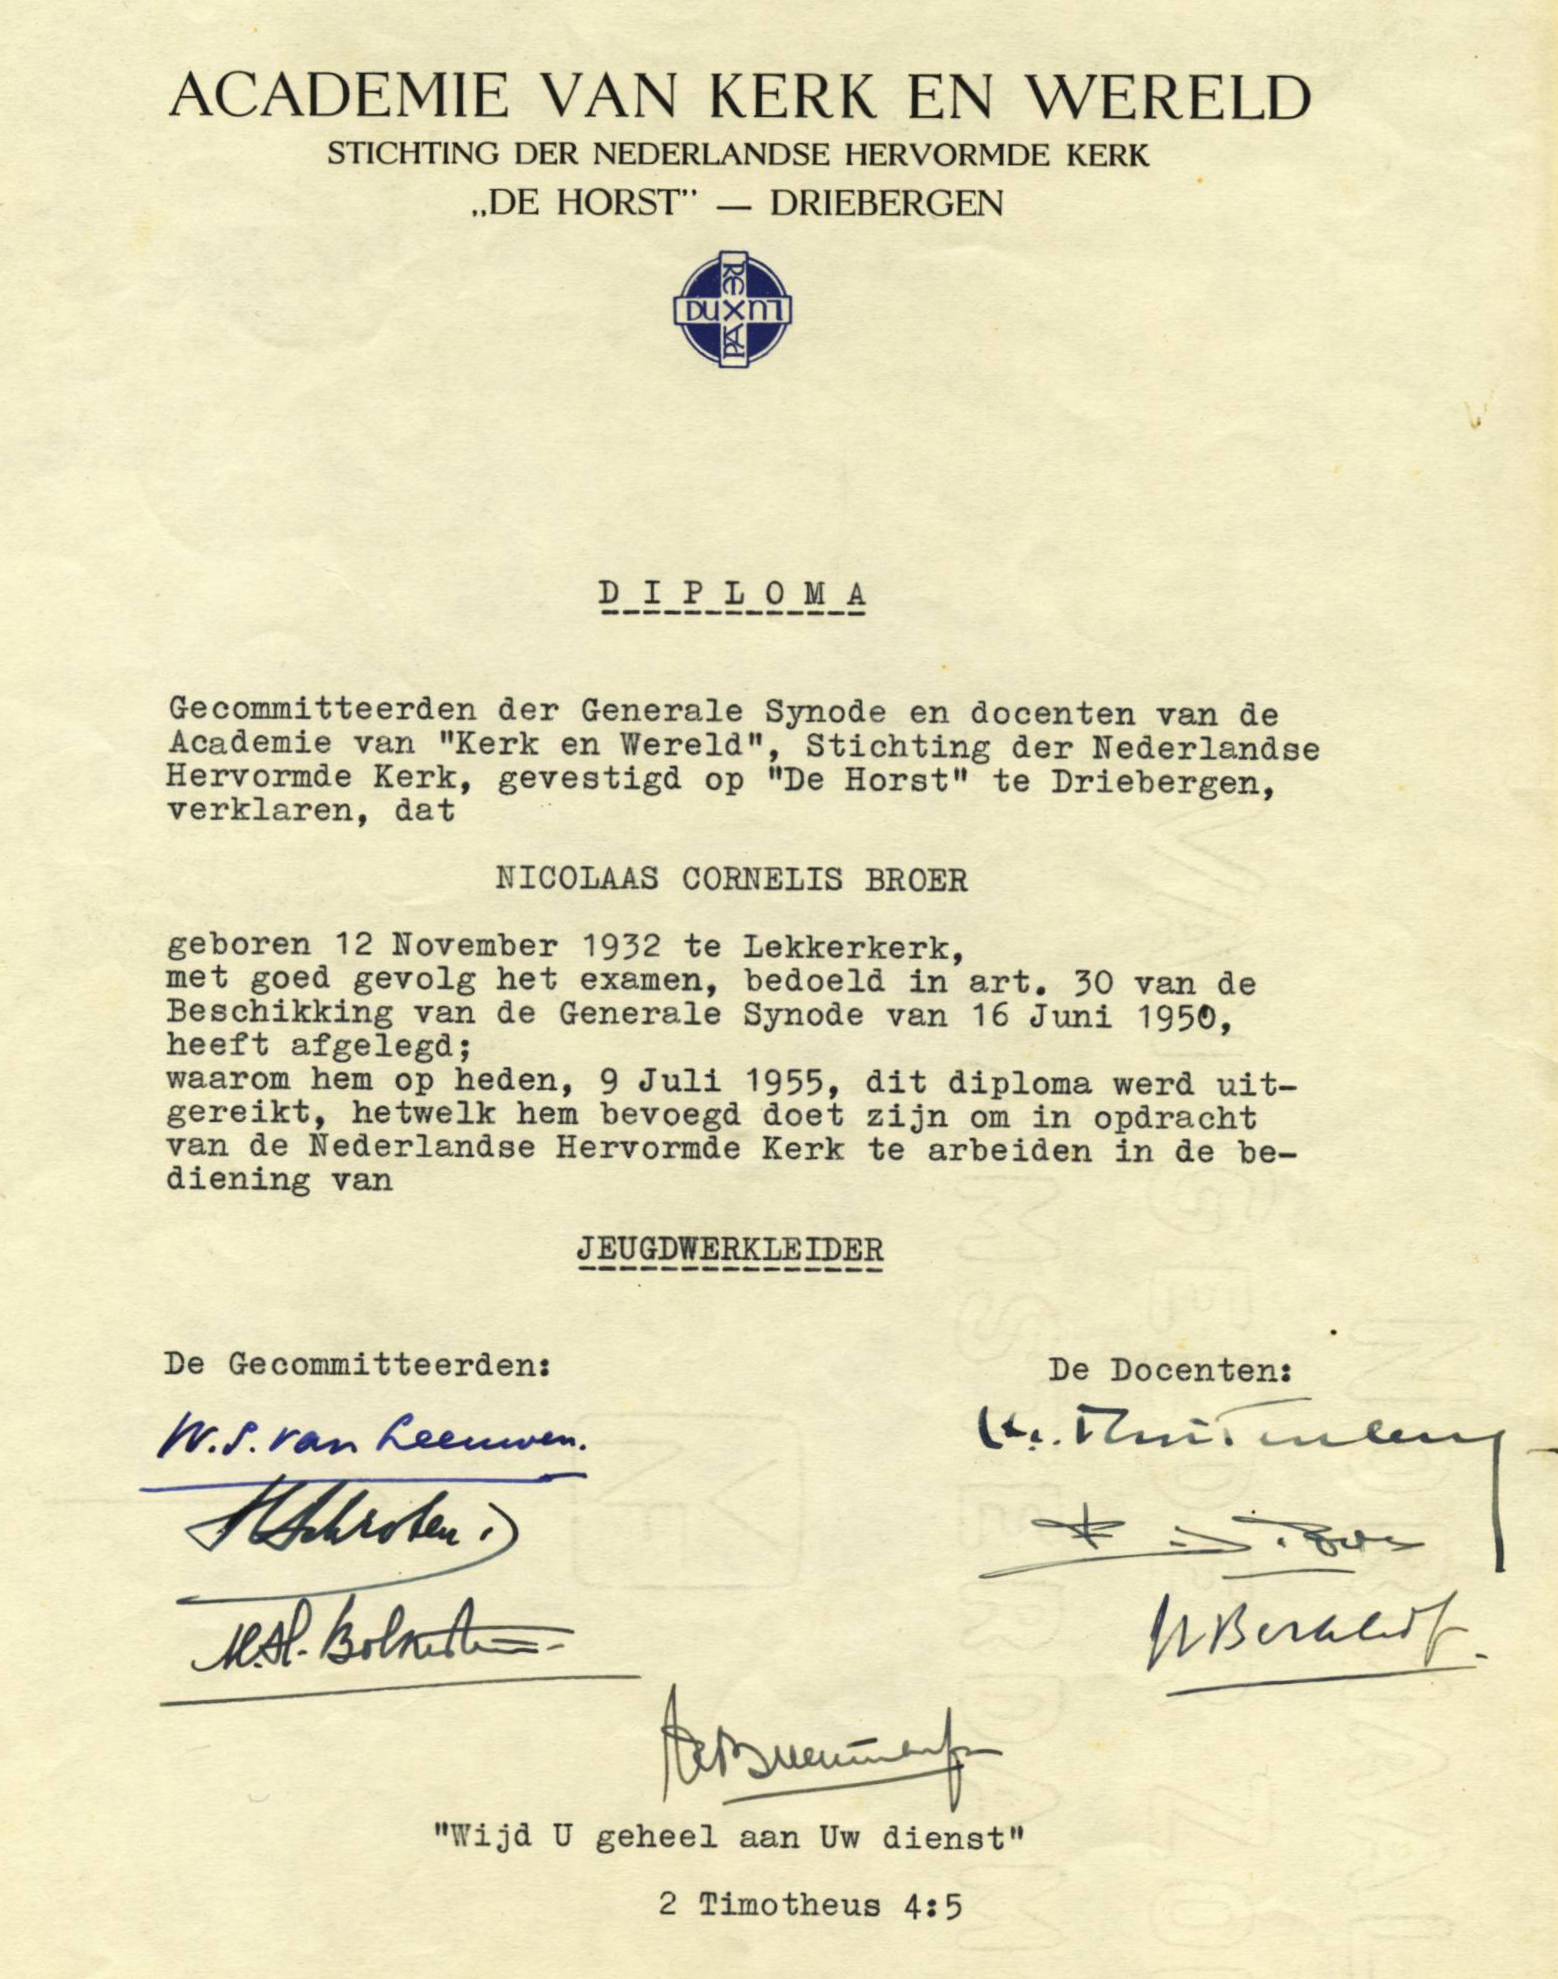 ACADEMIE VAN KERK EN WERELD
STICHTING DER NEDERLANDSE HERVORMDE KERK
„DE HORST” — DRIEBERGEN
REX
DUX
LUX
PAX
DIPLOMA
Gecommitteerden der Generale Synode en docenten van de
Academie van "Kerk en Wereld", Stichting der Nederlandse
Hervormde Kerk, gevestigd op "De Horst" te Driebergen,
verklaren, dat
NICOLAAS CORNELIS BROER
geboren 12 November 1932 te Lekkerkerk,
met goed gevolg het examen, bedoeld in art. 30 van de
Beschikking van de Generale Synode van 16 Juni 1950,
heeft afgelegd;
waarom hem op heden, 9 Juli 1955, dit diploma werd uit-
gereikt, hetwelk hem bevoegd doet zijn om in opdracht
van de Nederlandse Hervormde Kerk te arbeiden in de be-
diening van
JEUGDWERKLEIDER
De Gecommitteerden:
De Docenten:
W.S. van Leeuwen.
H Schroten
M.H. Bolkestein
H Berkhof
"Wijd U geheel aan Uw dienst"
2 Timotheus 4:5